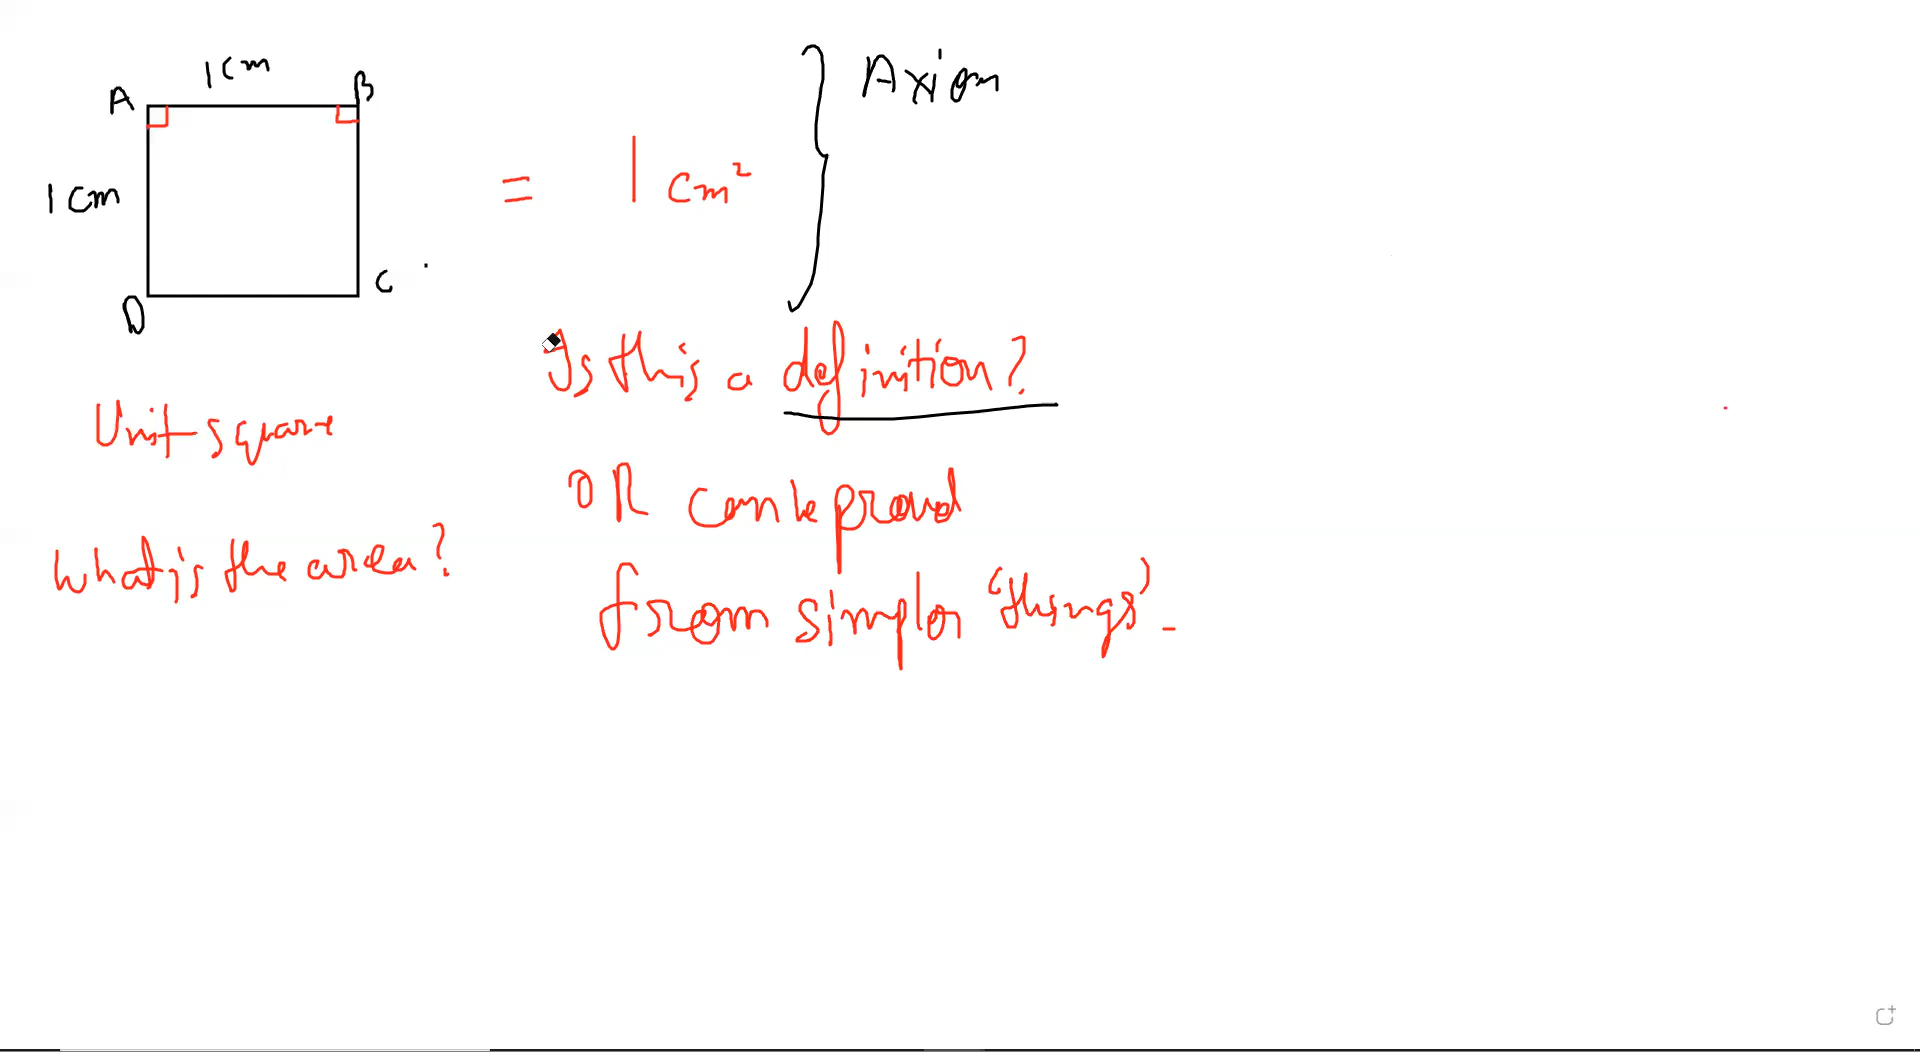 1cm
A
B
1cm
D
C
= 1 cm²
Axiom
Unit square
What is the area?
Is this a definition?
OR can be proved
from simpler 'things'.